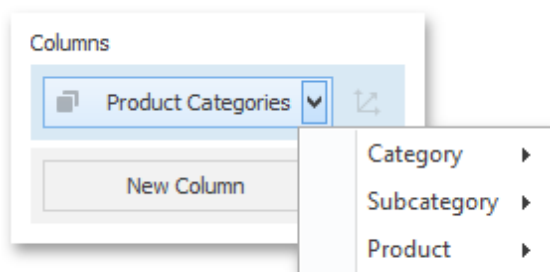 Columns
Product Categories
New Column
Category
Subcategory
Product